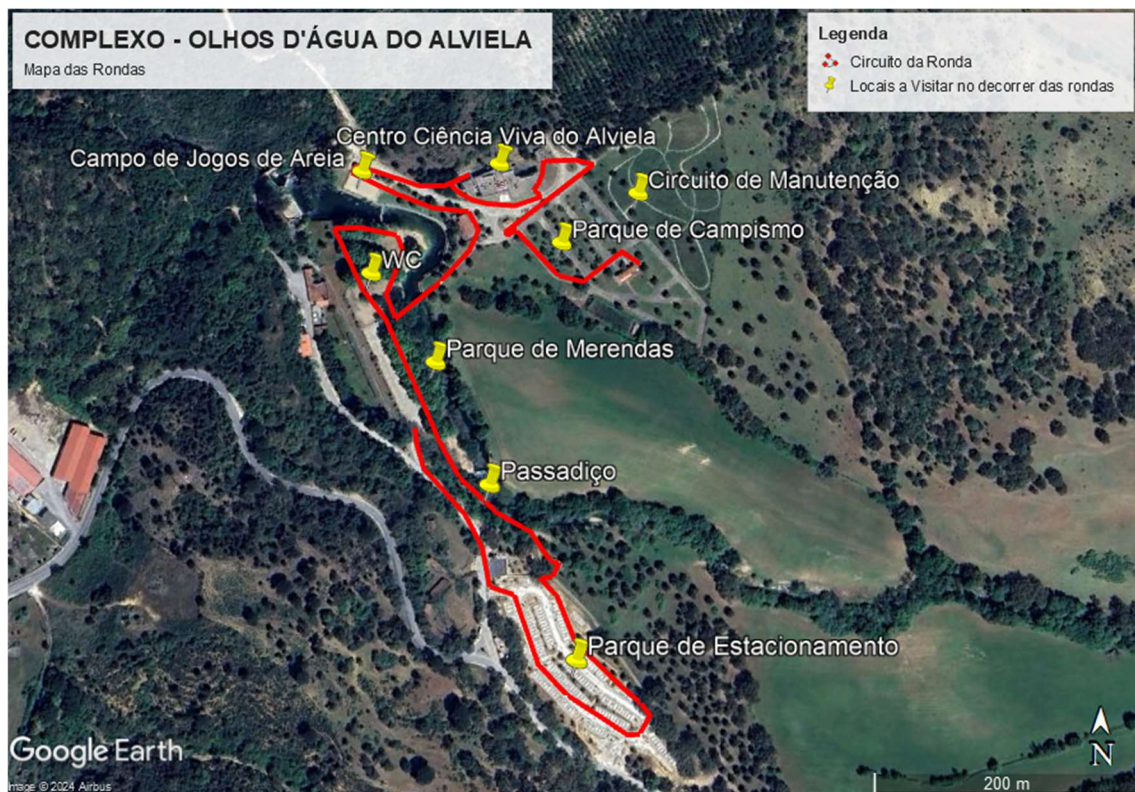 COMPLEXO - OLHOS D'ÁGUA DO ALVIELA
Mapa das Rondas
Legenda
Circuito da Ronda
Locais a Visitar no decorrer das rondas
Centro Ciência Viva do Alviela
Campo de Jogos de Areia
Circuito de Manutenção
Parque de Campismo
WC
Parque de Merendas
Passadiço
Parque de Estacionamento
Google Earth
Image © 2024 Airbus
200 m
N